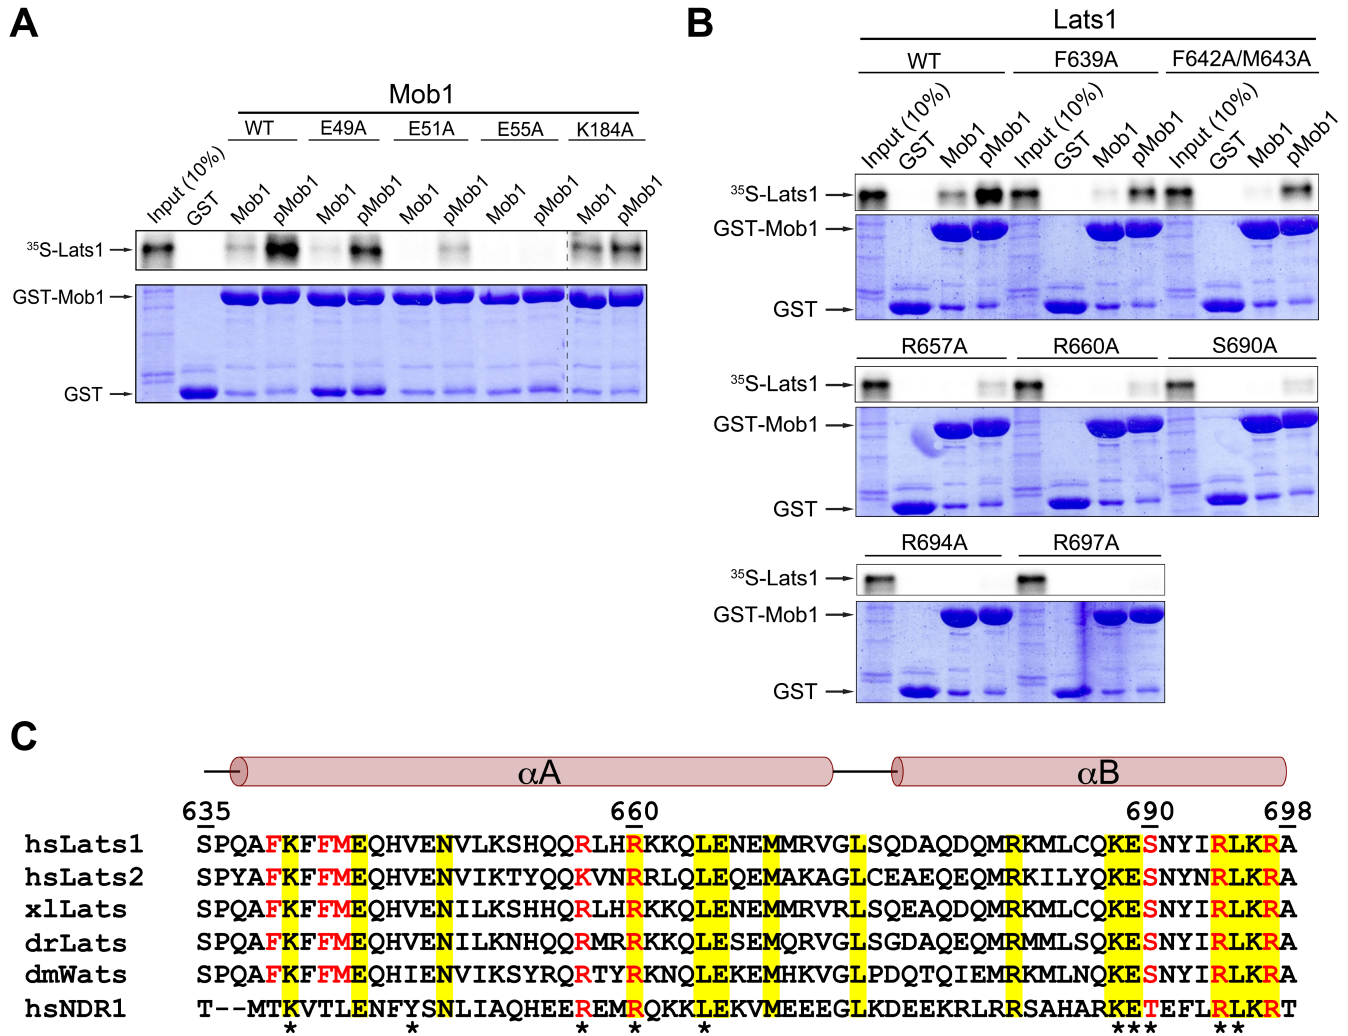 A
Mob1
WT E49A E51A E55A K184A
Input (10%) GST Mob1 pMob1 Mob1 pMob1 Mob1 pMob1 Mob1 pMob1 Mob1 pMob1
35S-Lats1
GST-Mob1
GST
B
Lats1
WT F639A F642A/M643A
Input (10%) GST Mob1 pMob1 Input (10%) GST Mob1 pMob1 Input (10%) GST Mob1 pMob1
35S-Lats1
GST-Mob1
GST
R657A R660A S690A
35S-Lats1
GST-Mob1
GST
R694A R697A
35S-Lats1
GST-Mob1
GST
C
αA αB
635 660 690 698
hsLats1 SPQAFKFFMEQHVENVLKSHQQRLHRKKQLENEMMRVGLSQDAQDQMRKMLCQKESNYIRLKRA
hsLats2 SPYAFKFFMEQHVENVIKTYQQKVNRRLQLEQEMAKAGLCEAEQEQMRKILYQKESNYNRLKRA
xlLats SPQAFKFFMEQHVENILKSHHQRLHRKKQLENEMMRVRLSQEAQDQMRKMLCQKESNYIRLKRA
drLats SPQAFKFFMEQHVENILKNHQQRMRRKKQLESEMQRVGLSGDAQEQMRMMLSQKESNYIRLKRA
dmWats SPQAFKFFMEQHIENVIKSYRQRTYRKNQLEKEMHKVGLPDQTQIEMRKMLNQKESNYIRLKRA
hsNDR1 T--MTKVTLENFYSNLIAQHEEREMRQKKLEKVMEEEGLKDEEKRLRRSAHARKETEFLRLKRT
* * * * * * * * * *